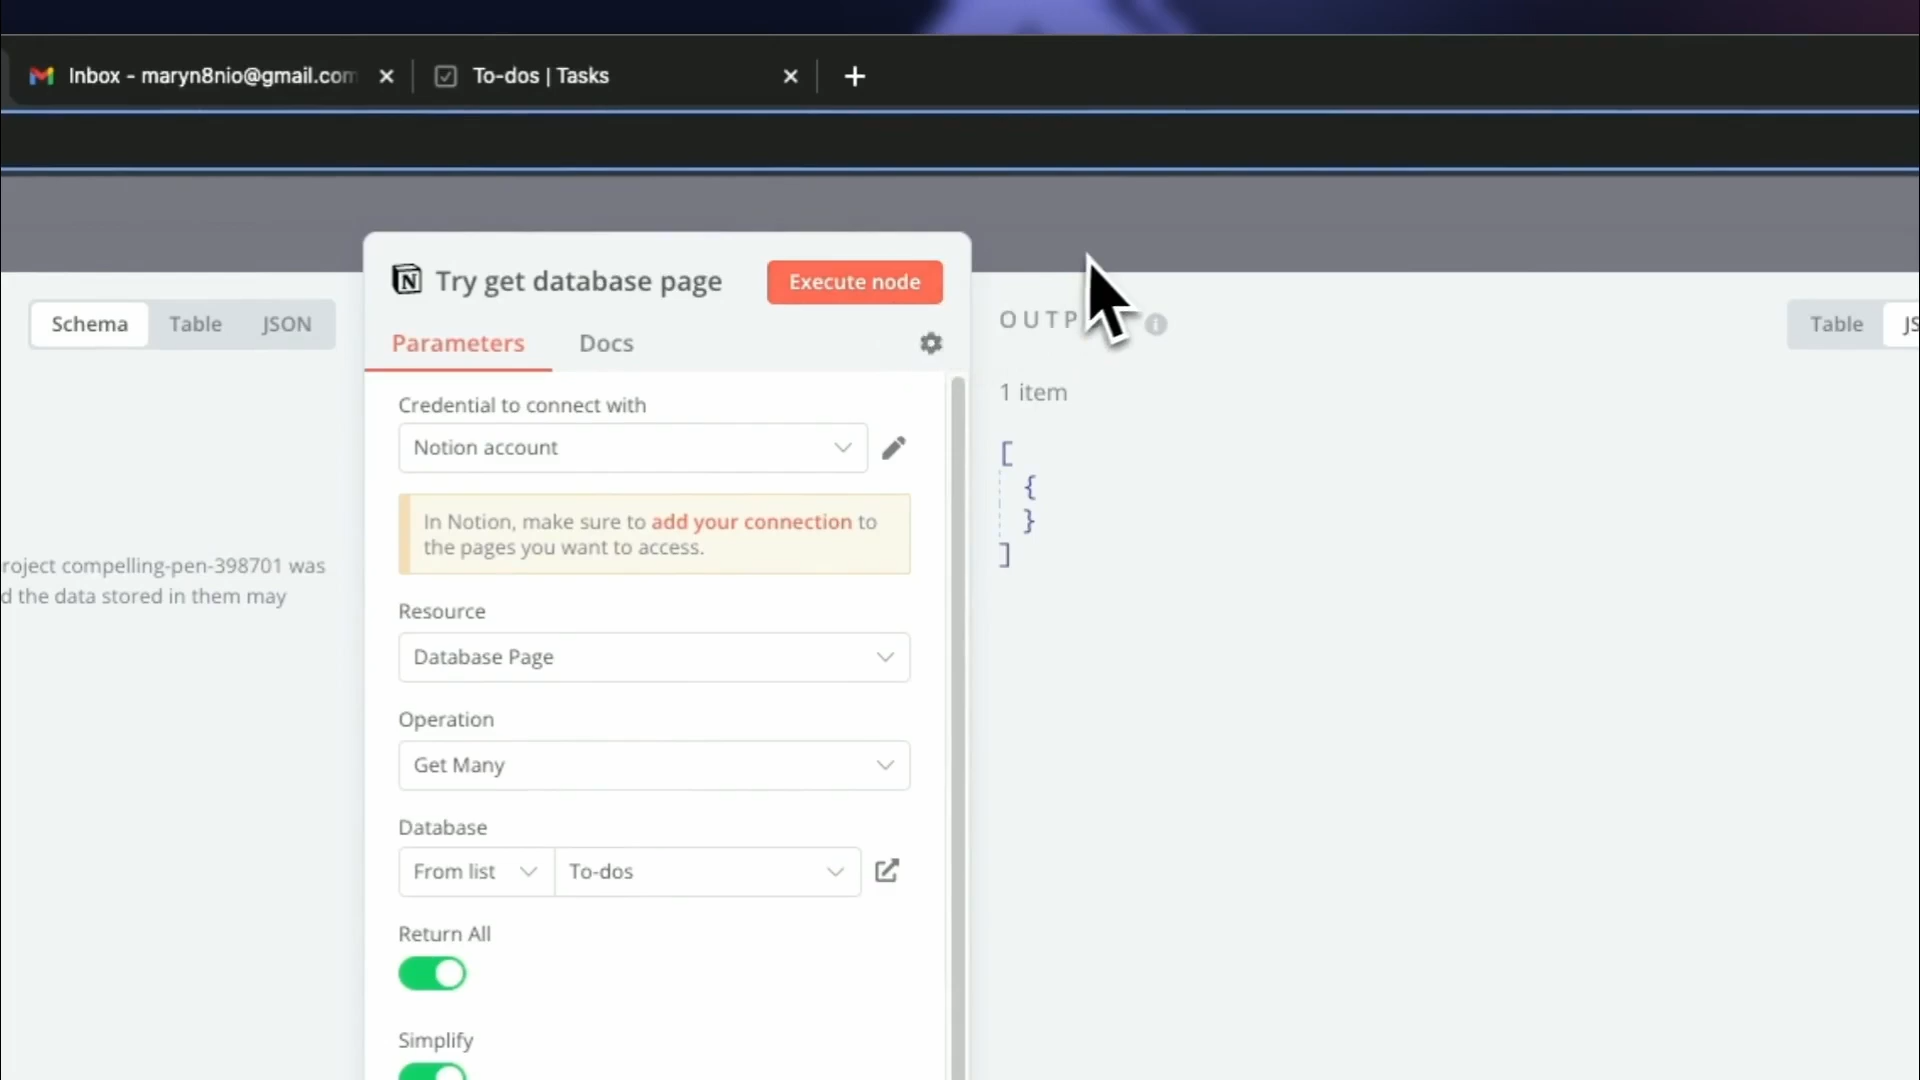 Inbox - maryn8nio@gmail.com
To-dos | Tasks
Try get database page
Execute node
Schema
Table
JSON
Parameters
Docs
Table
1 item
Credential to connect with
Notion account
[
{
}
]
In Notion, make sure to add your connection to
the pages you want to access.
roject compelling-pen-398701 was
d the data stored in them may
Resource
Database Page
Operation
Get Many
Database
From list
To-dos
Return All
Simplify